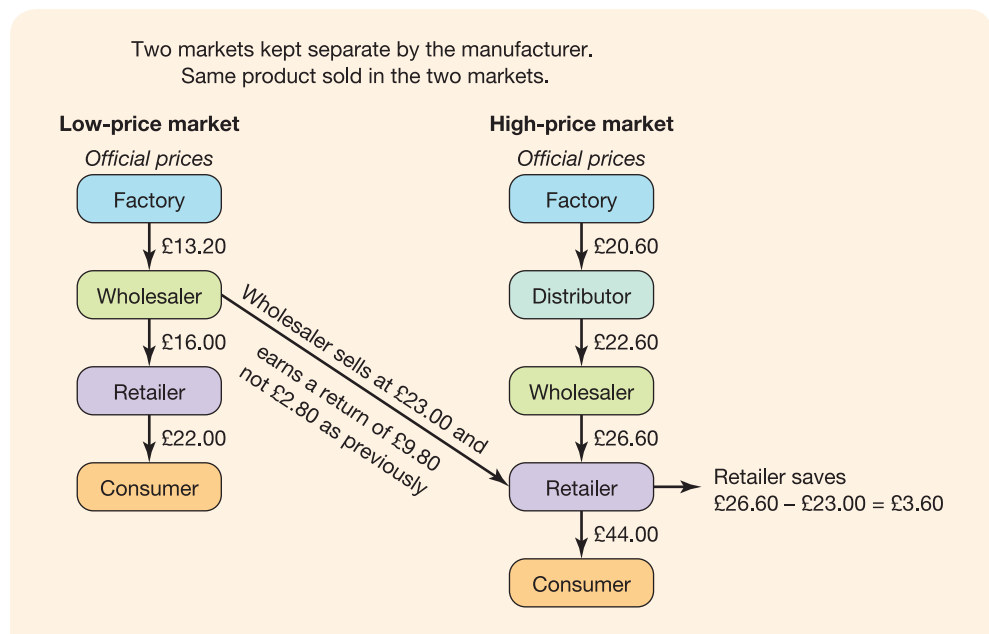 Two markets kept separate by the manufacturer.
Same product sold in the two markets.
Low-price market
Official prices
Factory
£13.20
Wholesaler
£16.00
Retailer
£22.00
Consumer
Wholesaler sells at £23.00 and
earns a return of £9.80
not £2.80 as previously
High-price market
Official prices
Factory
£20.60
Distributor
£22.60
Wholesaler
£26.60
Retailer
£44.00
Consumer
Retailer saves
£26.60 – £23.00 = £3.60